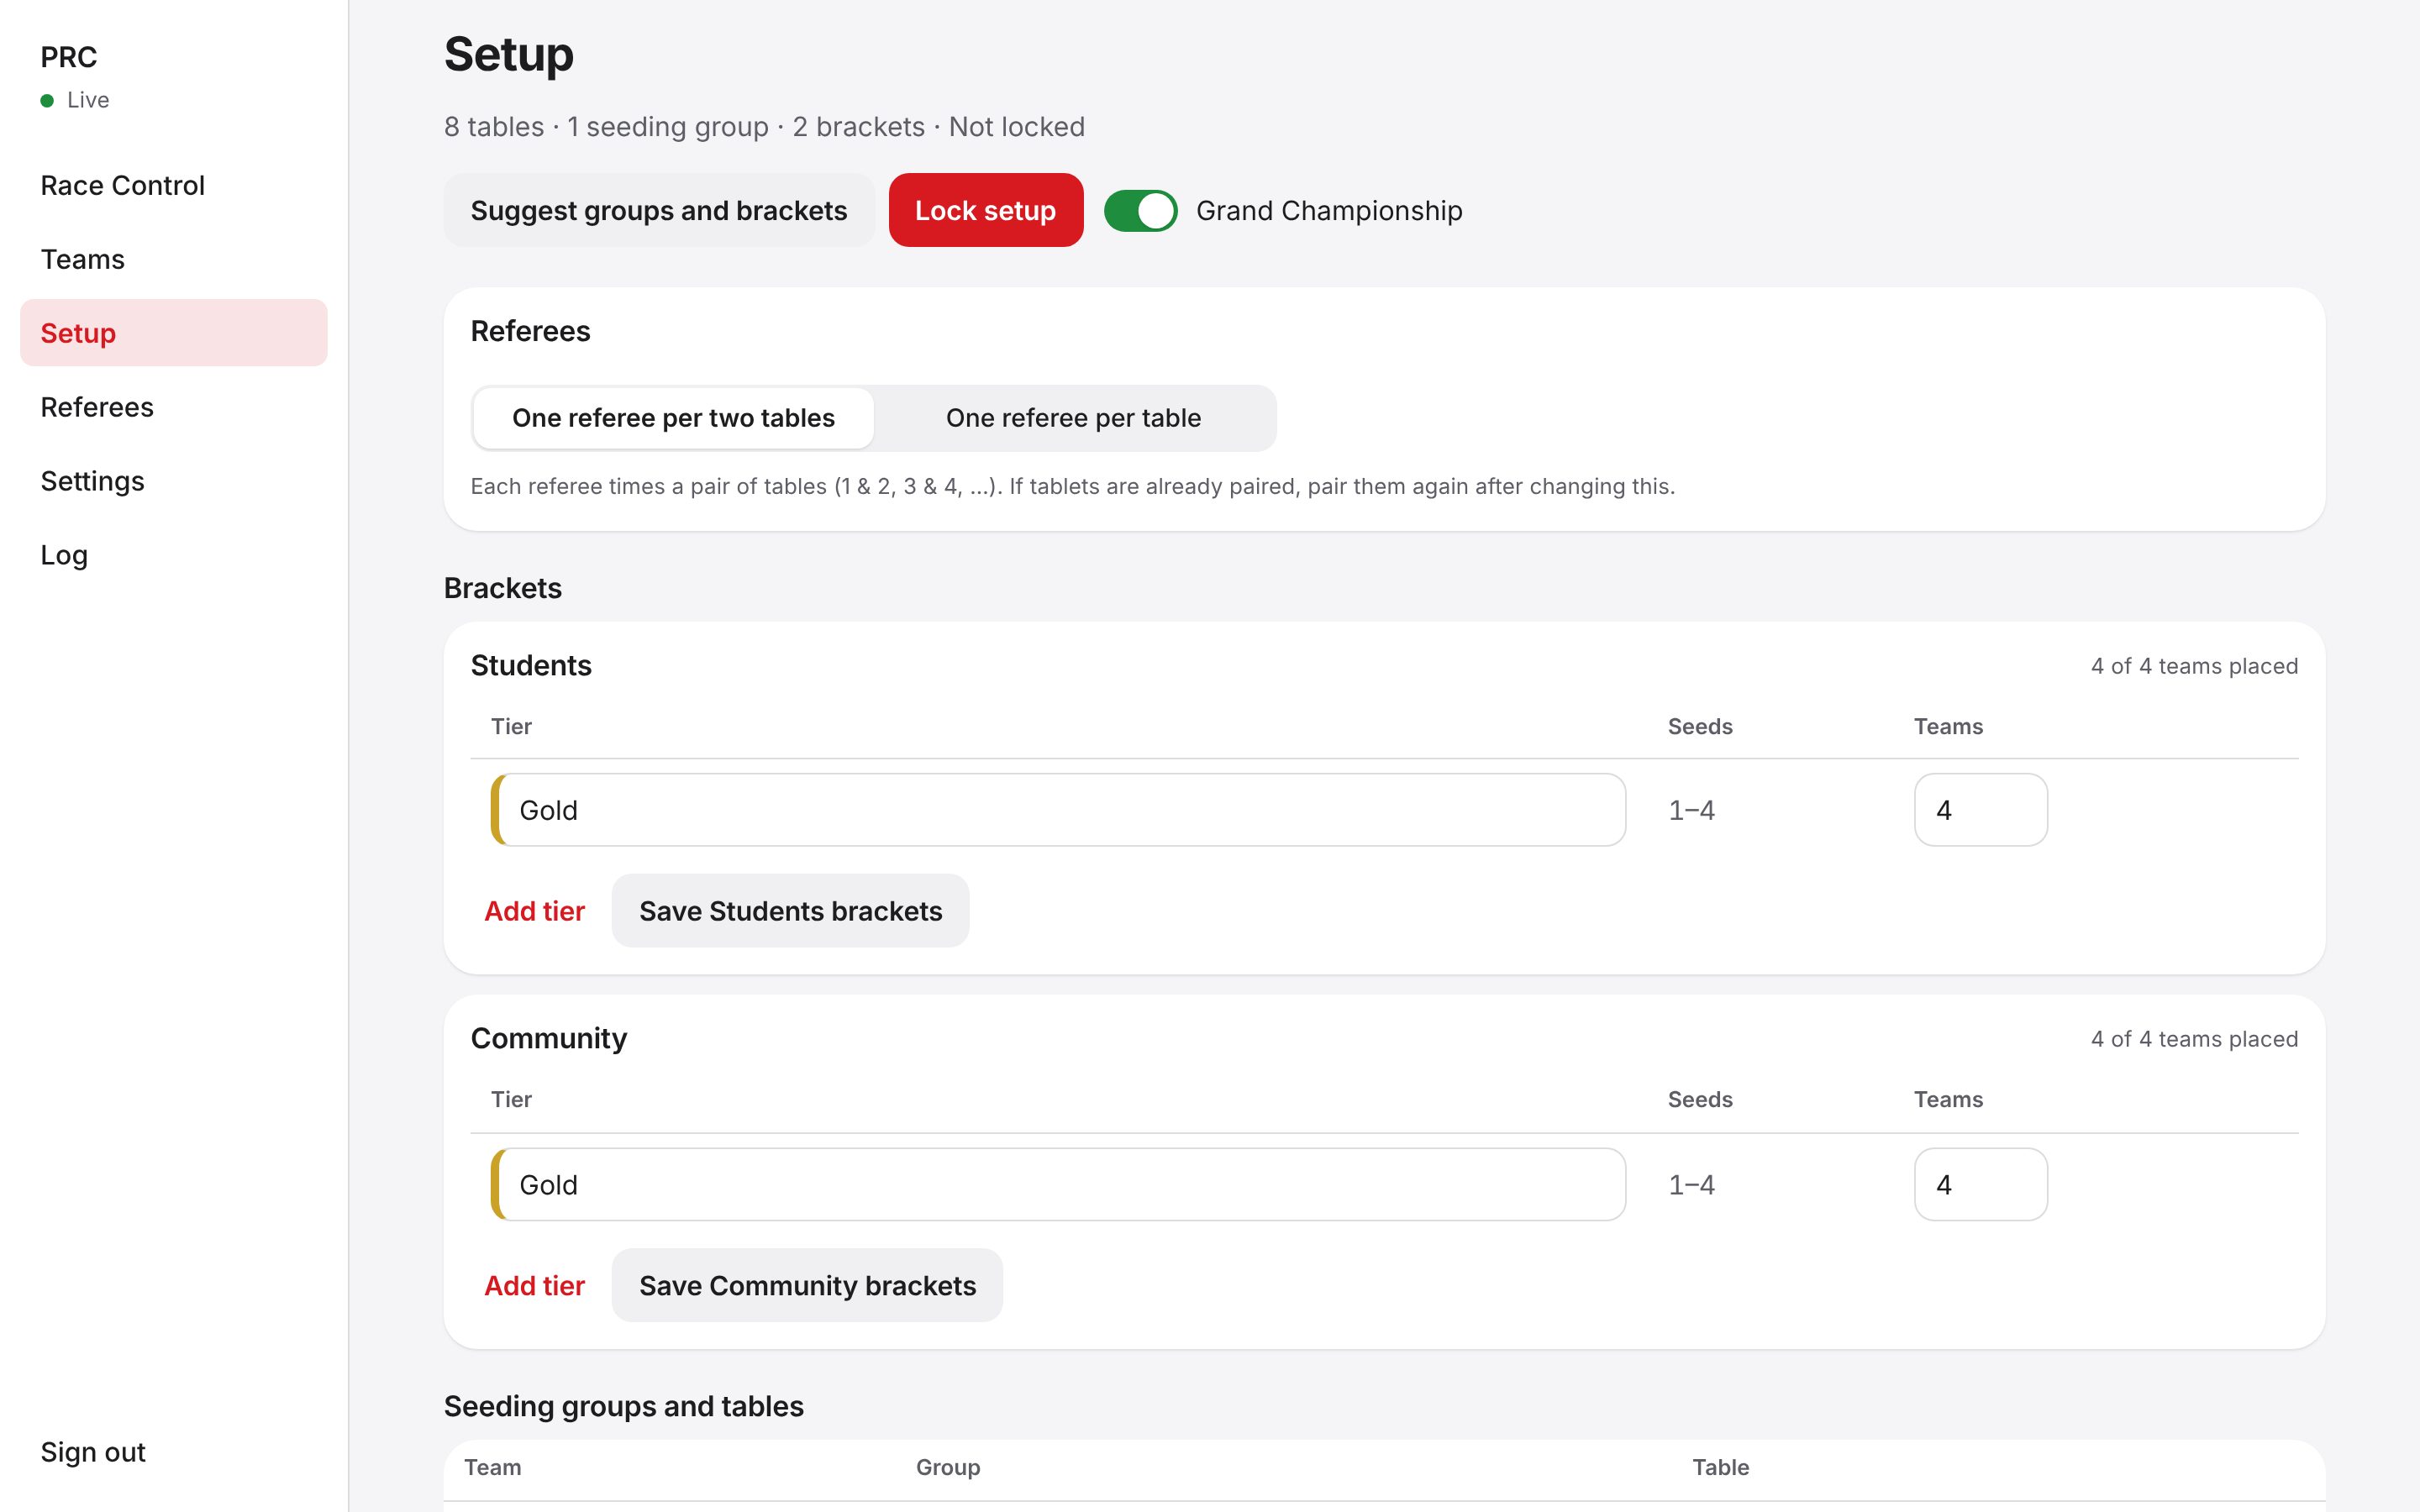 PRC
Live
Race Control
Teams
Setup
Referees
Settings
Log
Sign out
Setup
8 tables · 1 seeding group · 2 brackets · Not locked
Suggest groups and brackets
Lock setup
Grand Championship
Referees
One referee per two tables
One referee per table
Each referee times a pair of tables (1 & 2, 3 & 4, …). If tablets are already paired, pair them again after changing this.
Brackets
Students
4 of 4 teams placed
Tier Seeds Teams
Gold 1–4 4
Add tier
Save Students brackets
Community
4 of 4 teams placed
Tier Seeds Teams
Gold 1–4 4
Add tier
Save Community brackets
Seeding groups and tables
Team Group Table